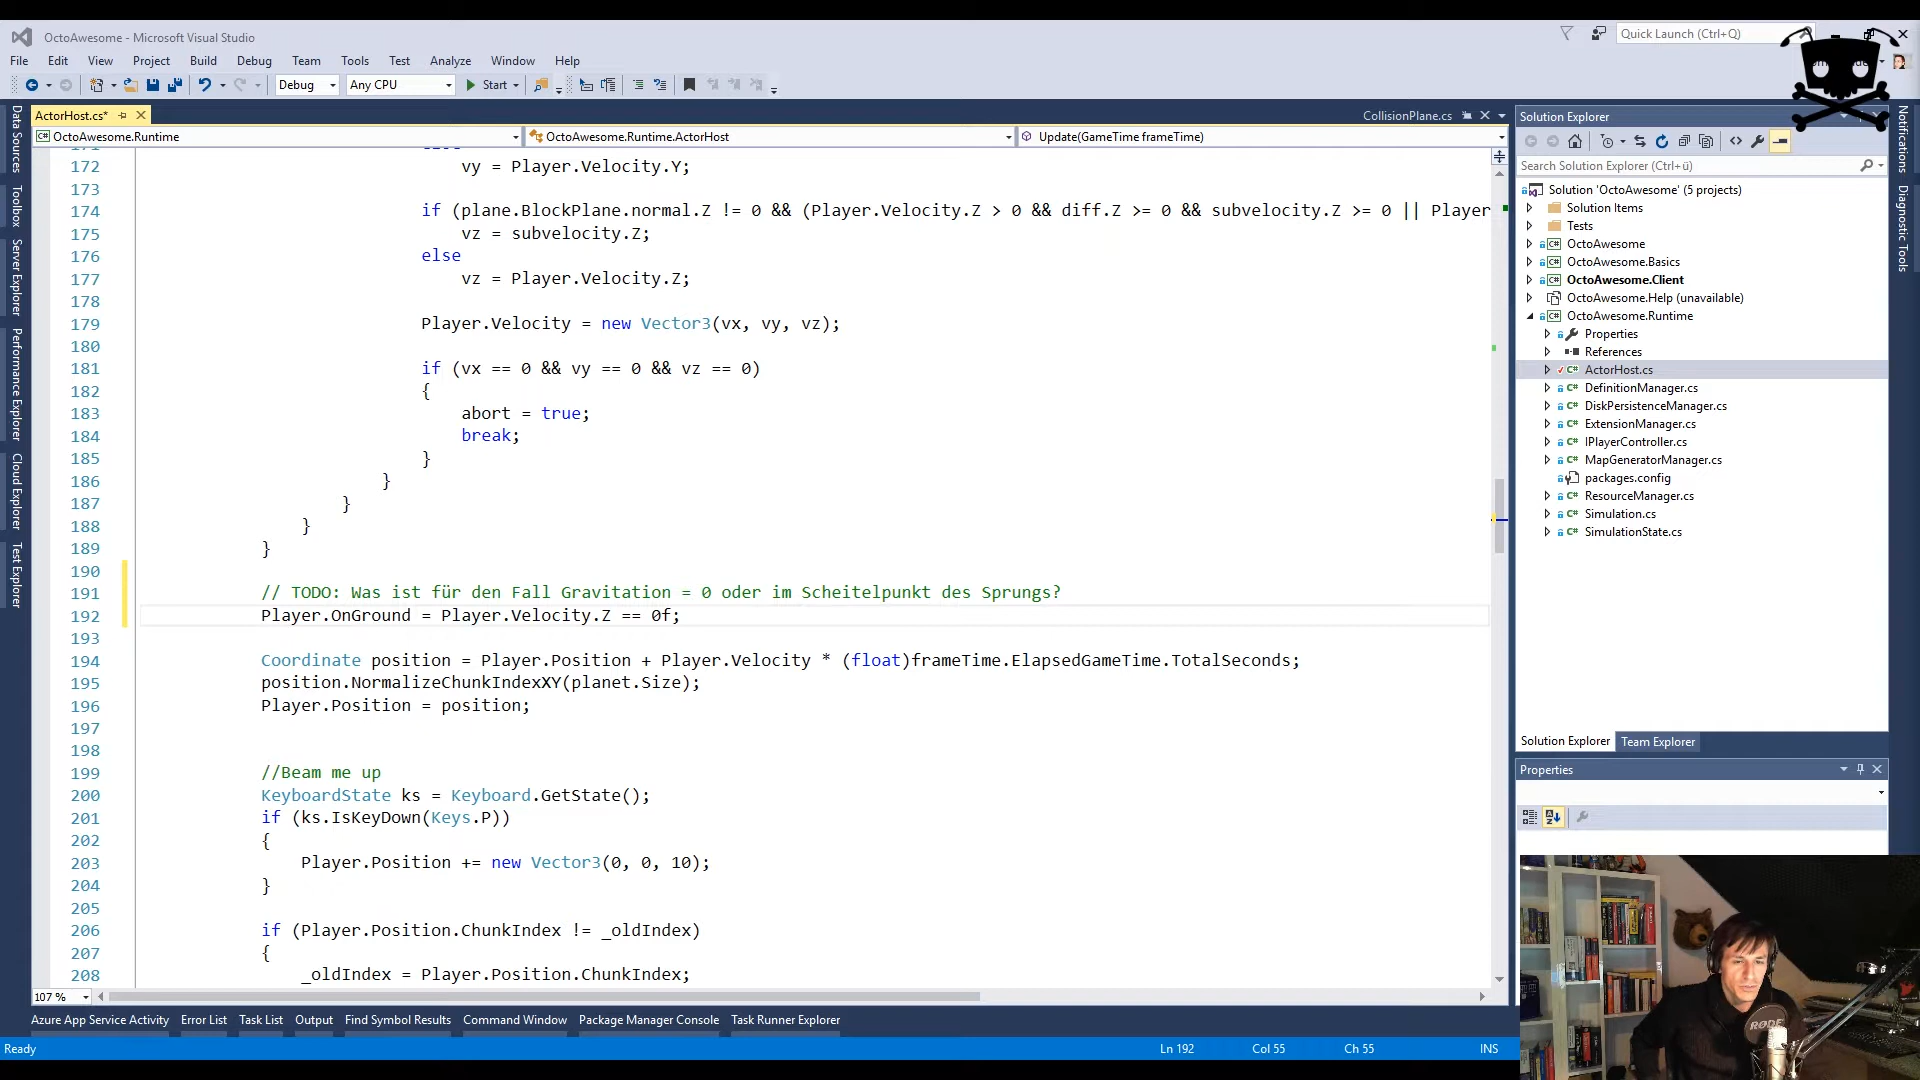 OctoAwesome - Microsoft Visual Studio
Quick Launch (Ctrl+Q)
File Edit View Project Build Debug Team Tools Test Analyze Window Help
Debug Any CPU Start
ActorHost.cs* CollisionPlane.cs
OctoAwesome.Runtime OctoAwesome.Runtime.ActorHost Update(GameTime frameTime)
172 vy = Player.Velocity.Y;
173
174 if (plane.BlockPlane.normal.Z != 0 && (Player.Velocity.Z > 0 && diff.Z >= 0 && subvelocity.Z >= 0 || Player
175 vz = subvelocity.Z;
176 else
177 vz = Player.Velocity.Z;
178
179 Player.Velocity = new Vector3(vx, vy, vz);
180
181 if (vx == 0 && vy == 0 && vz == 0)
182 {
183 abort = true;
184 break;
185 }
186 }
187 }
188 }
189 }
190
191 // TODO: Was ist für den Fall Gravitation = 0 oder im Scheitelpunkt des Sprungs?
192 Player.OnGround = Player.Velocity.Z == 0f;
193
194 Coordinate position = Player.Position + Player.Velocity * (float)frameTime.ElapsedGameTime.TotalSeconds;
195 position.NormalizeChunkIndexXY(planet.Size);
196 Player.Position = position;
197
198
199 //Beam me up
200 KeyboardState ks = Keyboard.GetState();
201 if (ks.IsKeyDown(Keys.P))
202 {
203 Player.Position += new Vector3(0, 0, 10);
204 }
205
206 if (Player.Position.ChunkIndex != _oldIndex)
207 {
208 _oldIndex = Player.Position.ChunkIndex;
107 %
Data Sources
Toolbox
Server Explorer
Performance Explorer
Cloud Explorer
Test Explorer
Solution Explorer
Search Solution Explorer (Ctrl+ü)
Solution 'OctoAwesome' (5 projects)
Solution Items
Tests
OctoAwesome
OctoAwesome.Basics
OctoAwesome.Client
OctoAwesome.Help (unavailable)
OctoAwesome.Runtime
Properties
References
ActorHost.cs
DefinitionManager.cs
DiskPersistenceManager.cs
ExtensionManager.cs
IPlayerController.cs
MapGeneratorManager.cs
packages.config
ResourceManager.cs
Simulation.cs
SimulationState.cs
Solution Explorer Team Explorer
Properties
Notifications
Diagnostic Tools
Azure App Service Activity Error List Task List Output Find Symbol Results Command Window Package Manager Console Task Runner Explorer
Ready Ln 192 Col 55 Ch 55 INS
RØDE